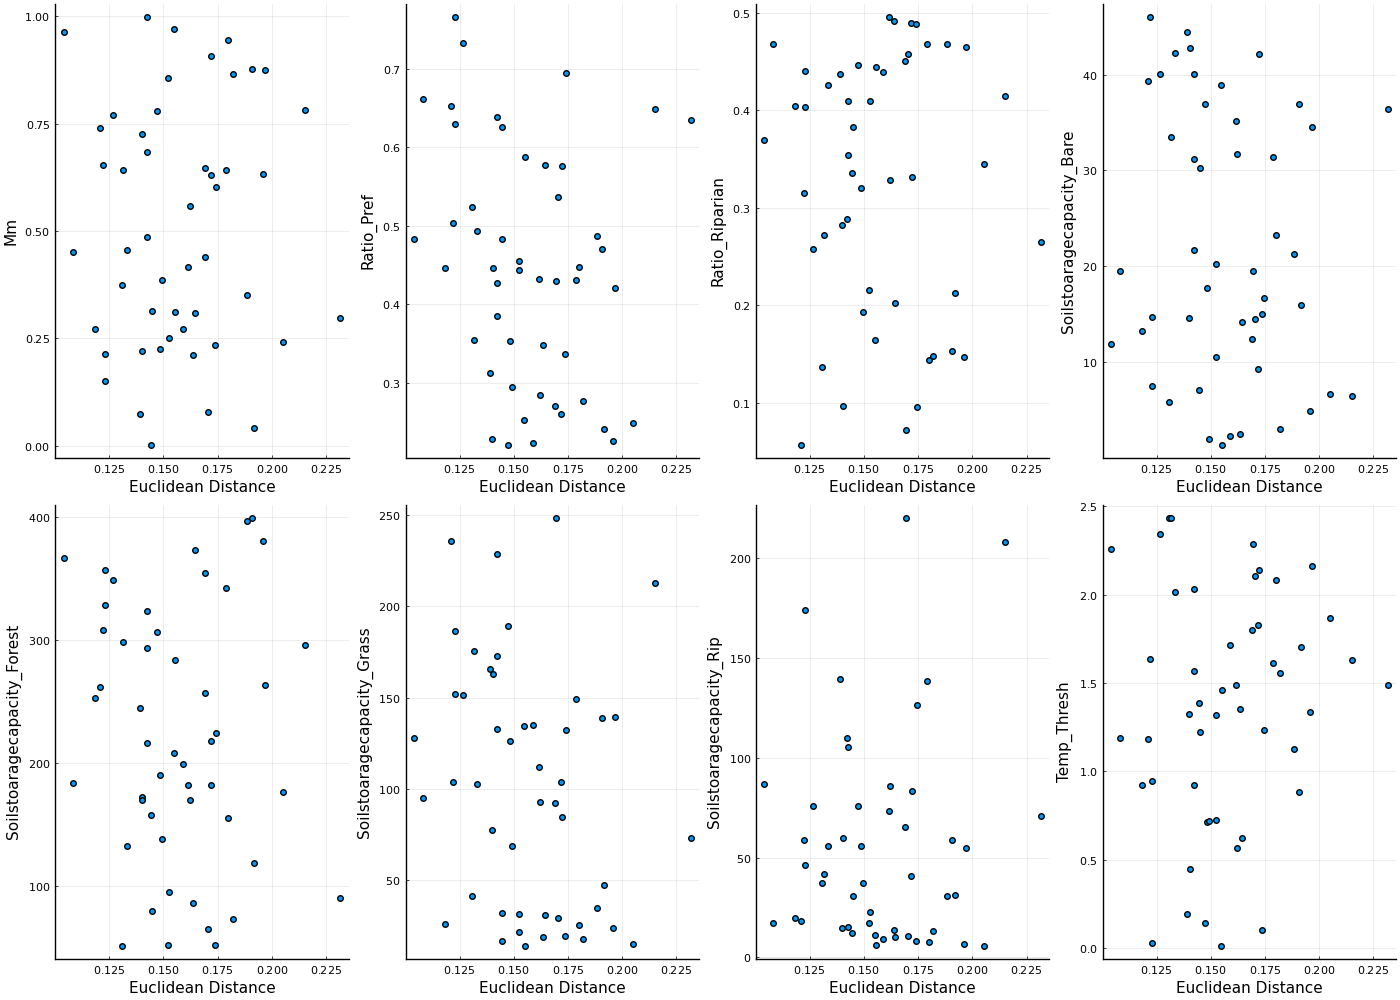 1.00
0.75
0.50
0.25
0.00
Mm
0.125 0.150 0.175 0.200 0.225
Euclidean Distance
0.7
0.6
0.5
0.4
0.3
Ratio_Pref
0.125 0.150 0.175 0.200 0.225
Euclidean Distance
0.5
0.4
0.3
0.2
0.1
Ratio_Riparian
0.125 0.150 0.175 0.200 0.225
Euclidean Distance
40
30
20
10
Soilstoaragecapacity_Bare
0.125 0.150 0.175 0.200 0.225
Euclidean Distance
400
300
200
100
Soilstoaragecapacity_Forest
0.125 0.150 0.175 0.200 0.225
Euclidean Distance
250
200
150
100
50
Soilstoaragecapacity_Grass
0.125 0.150 0.175 0.200 0.225
Euclidean Distance
200
150
100
50
0
Soilstoaragecapacity_Rip
0.125 0.150 0.175 0.200 0.225
Euclidean Distance
2.5
2.0
1.5
1.0
0.5
0.0
Temp_Thresh
0.125 0.150 0.175 0.200 0.225
Euclidean Distance